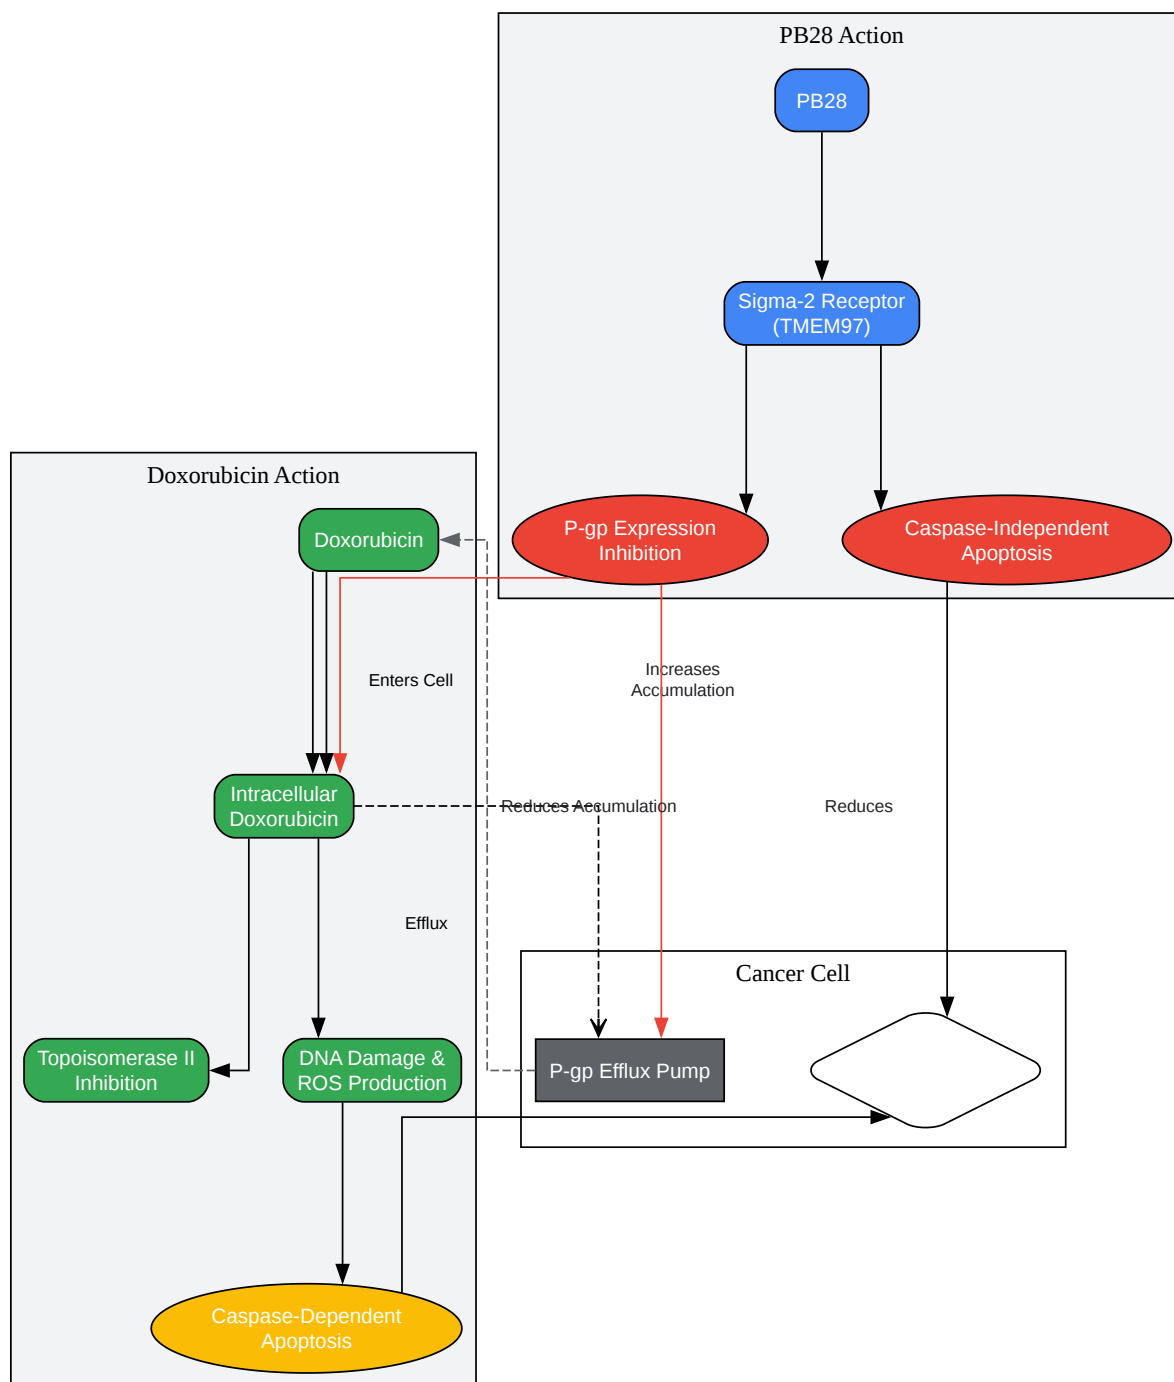 PB28 Action
PB28
Sigma-2 Receptor
(TMEM97)
Doxorubicin Action
Doxorubicin
P-gp Expression
Inhibition
Caspase-Independent
Apoptosis
Enters Cell
Increases
Accumulation
Intracellular
Doxorubicin
Reduces Accumulation
Reduces
Efflux
Cancer Cell
Topoisomerase II
Inhibition
DNA Damage &
ROS Production
P-gp Efflux Pump
Caspase-Dependent
Apoptosis